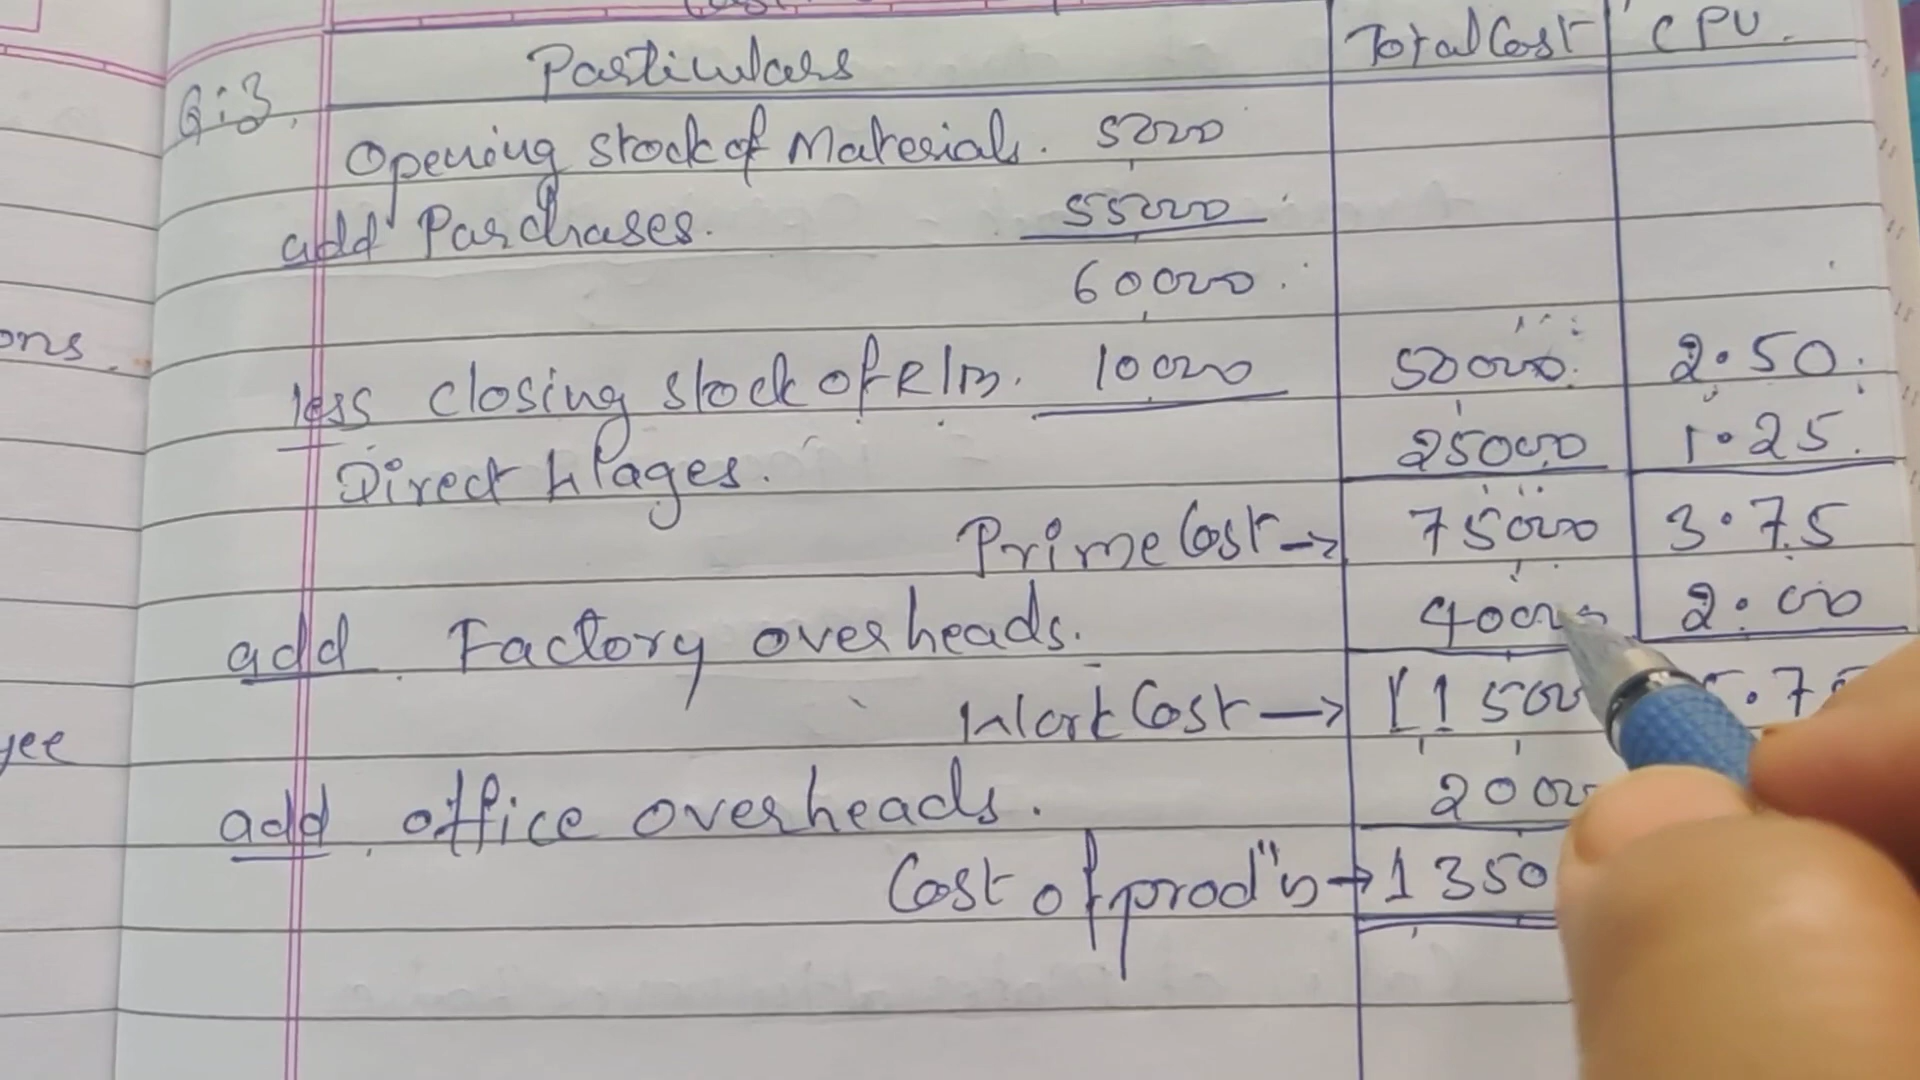 Particulars Total Cost CPU.
Q:3.
Opening stock of Materials. 5000
add Purchases. 55000
60000
less closing stock of R/m. 10000 50000 2.50
Direct Wages. 25000 1.25
Prime Cost → 75000 3.75
add Factory overheads. 40000 2.00
Work Cost → 11500 .75
add office overheads. 2000
Cost of prod"n → 1350
ons
yee